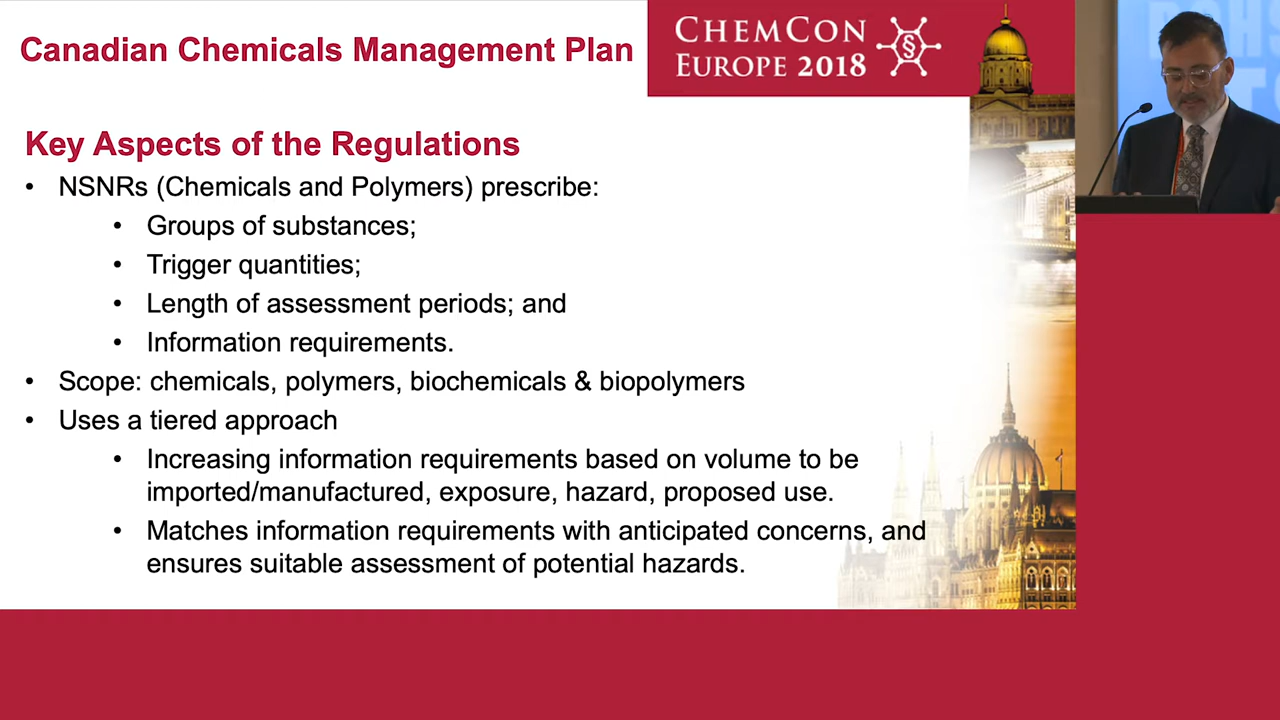 Canadian Chemicals Management Plan
CHEMCON
EUROPE 2018
§
Key Aspects of the Regulations
• NSNRs (Chemicals and Polymers) prescribe:
• Groups of substances;
• Trigger quantities;
• Length of assessment periods; and
• Information requirements.
• Scope: chemicals, polymers, biochemicals & biopolymers
• Uses a tiered approach
• Increasing information requirements based on volume to be
imported/manufactured, exposure, hazard, proposed use.
• Matches information requirements with anticipated concerns, and
ensures suitable assessment of potential hazards.